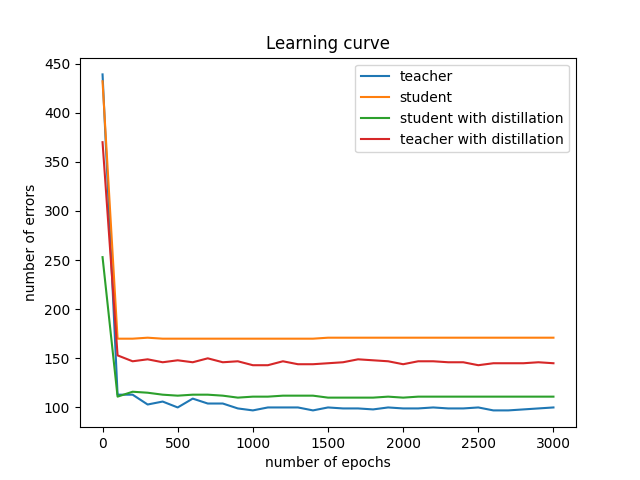 Learning curve
teacher
student
student with distillation
teacher with distillation
number of errors
450
400
350
300
250
200
150
100
0 500 1000 1500 2000 2500 3000
number of epochs